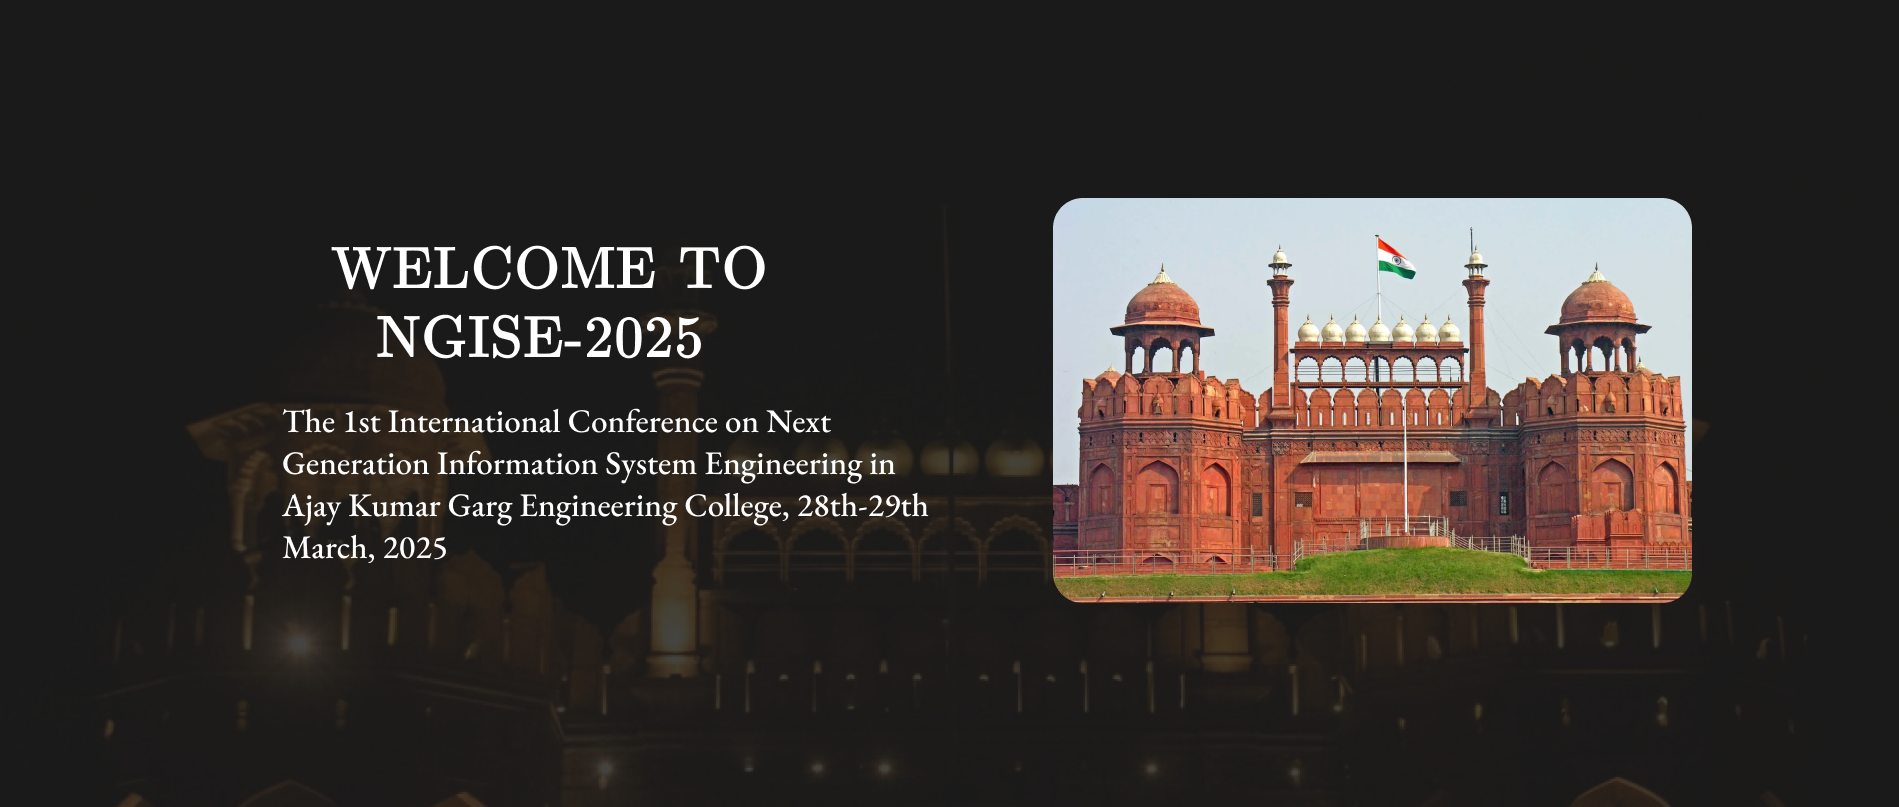 WELCOME TO
NGISE-2025
The 1st International Conference on Next
Generation Information System Engineering in
Ajay Kumar Garg Engineering College, 28th-29th
March, 2025